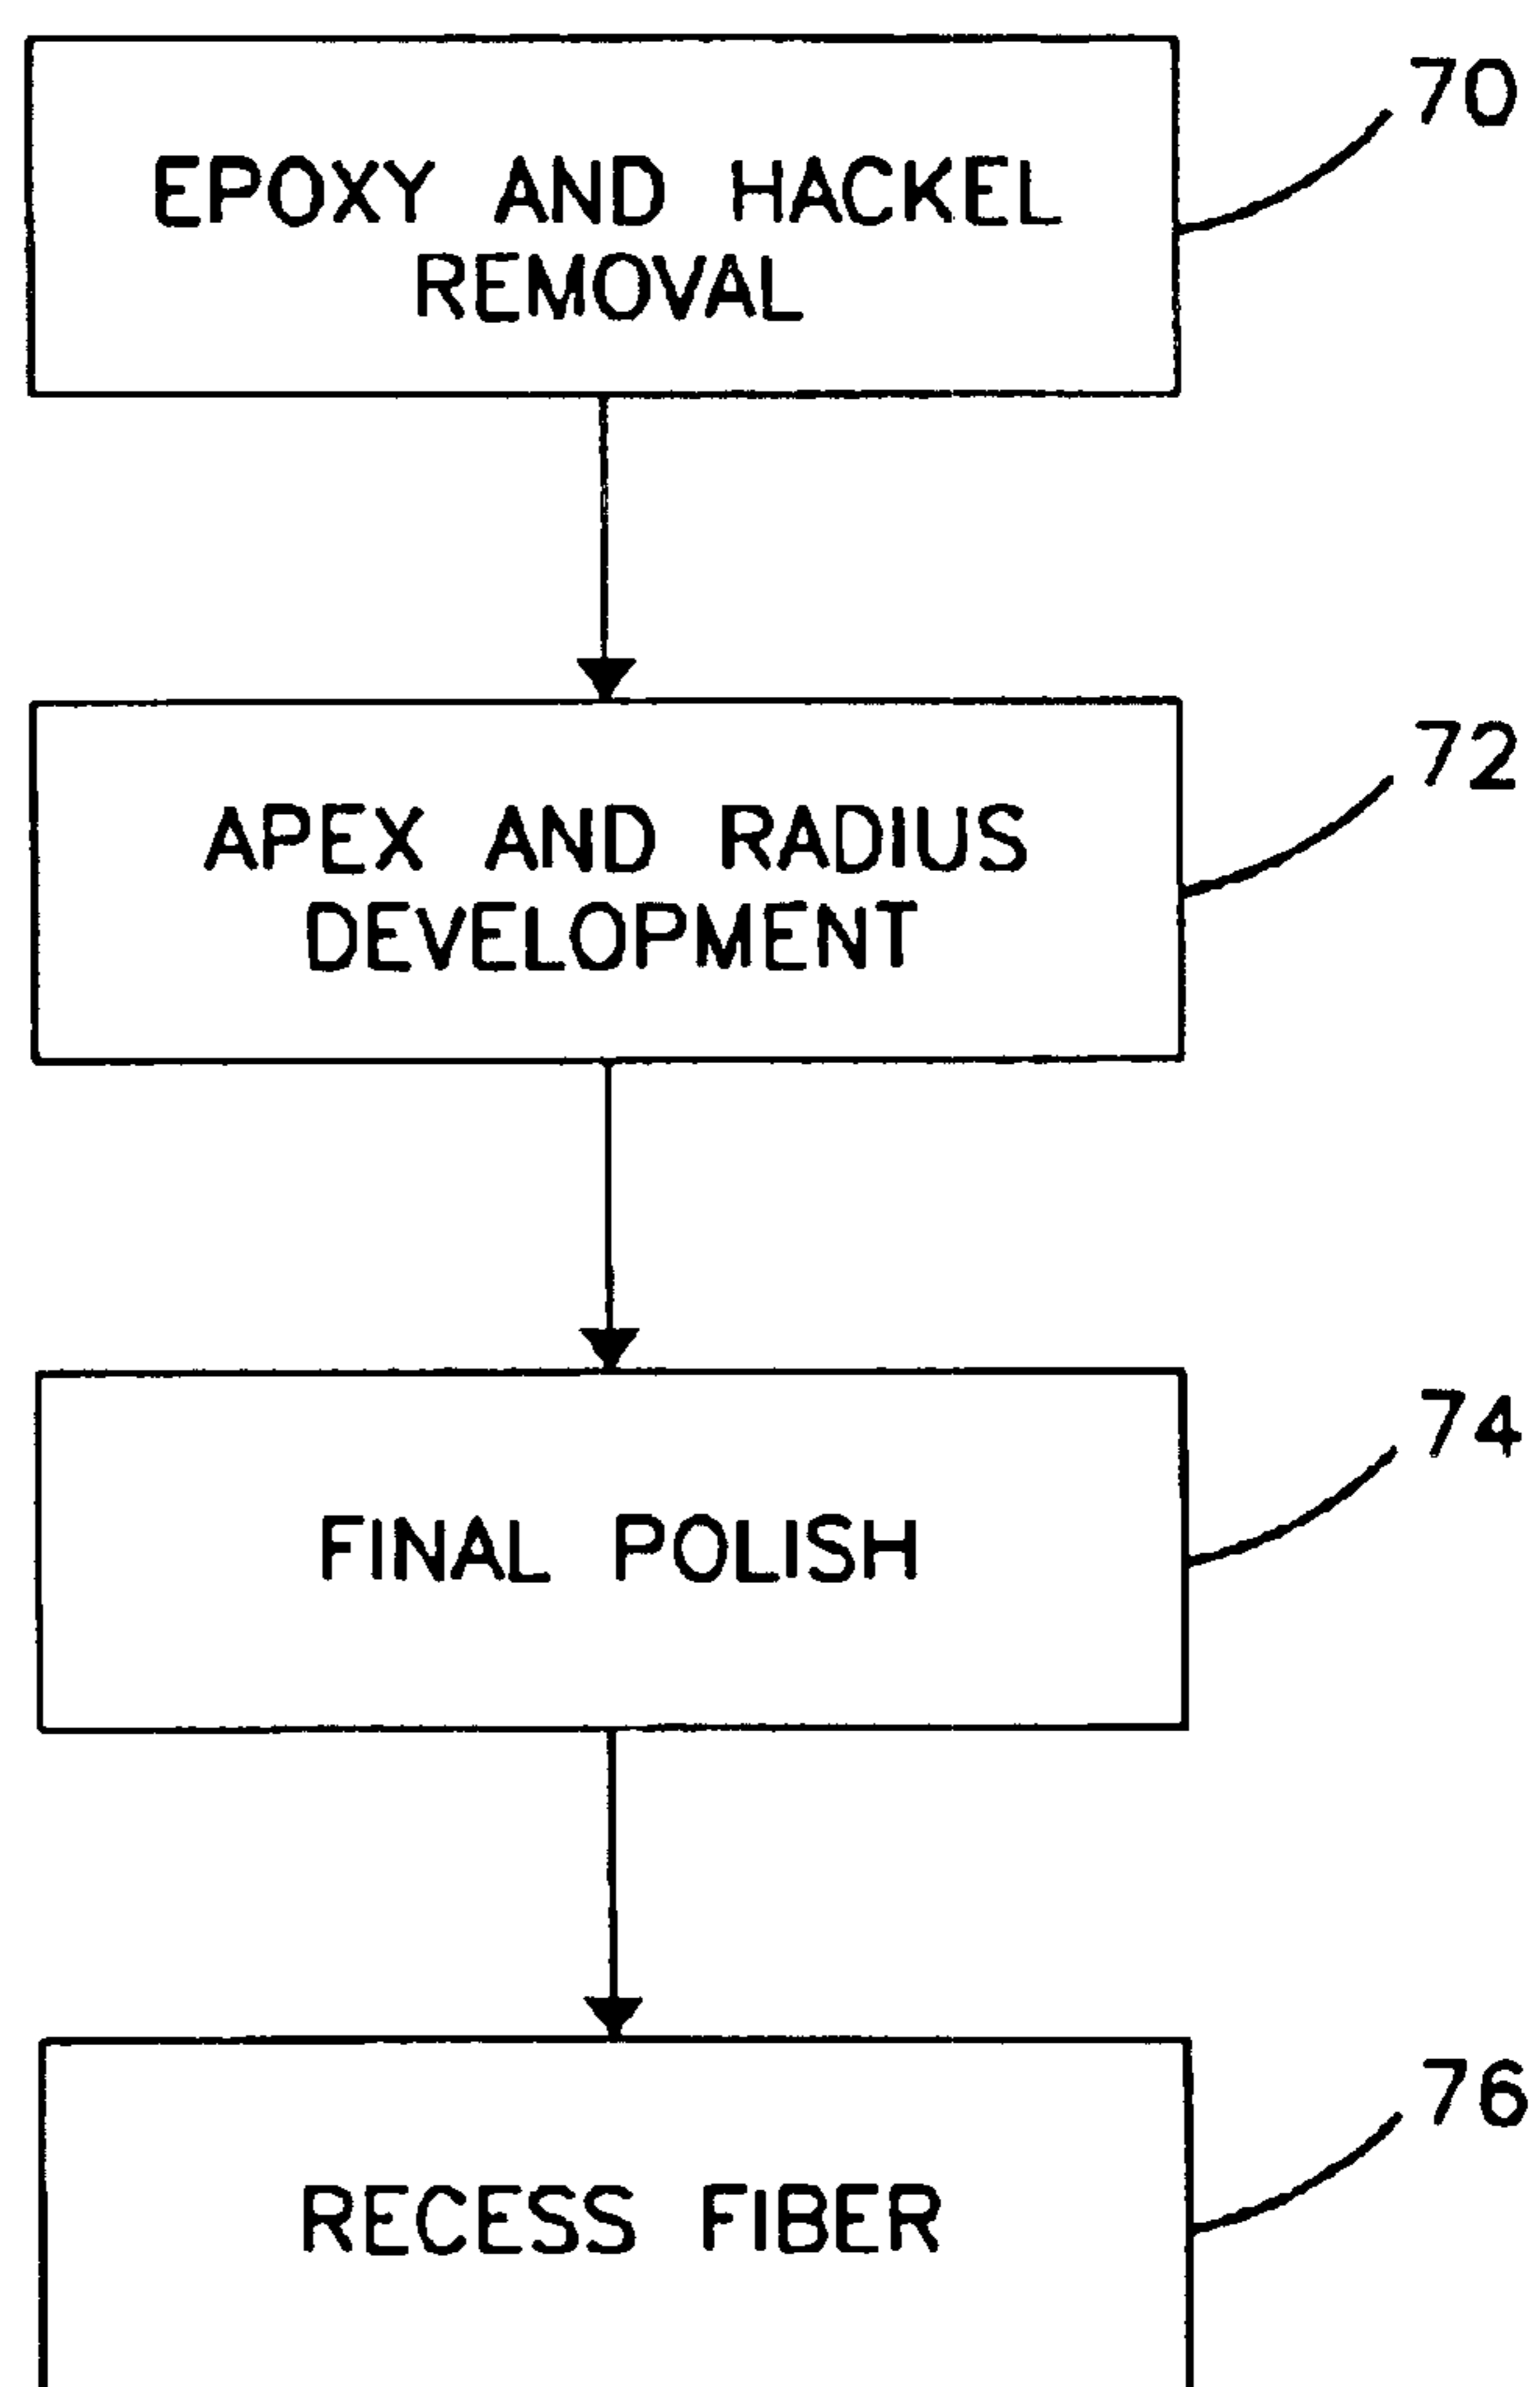 70
EPOXY AND HACKEL
REMOVAL
72
APEX AND RADIUS
DEVELOPMENT
74
FINAL POLISH
76
RECESS FIBER